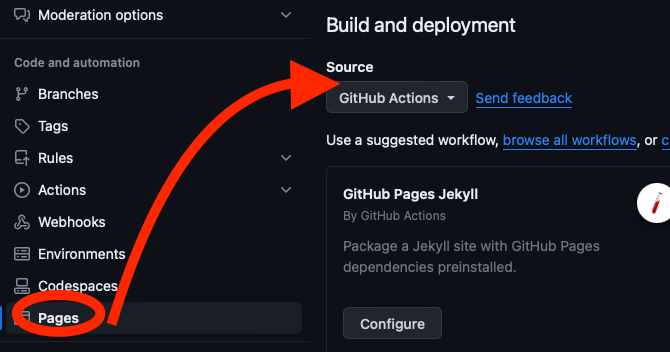 Moderation options
Code and automation
Branches
Tags
Rules
Actions
Webhooks
Environments
Codespaces
Pages
Build and deployment
Source
GitHub Actions
Send feedback
Use a suggested workflow, browse all workflows, or c
GitHub Pages Jekyll
By GitHub Actions
Package a Jekyll site with GitHub Pages
dependencies preinstalled.
Configure